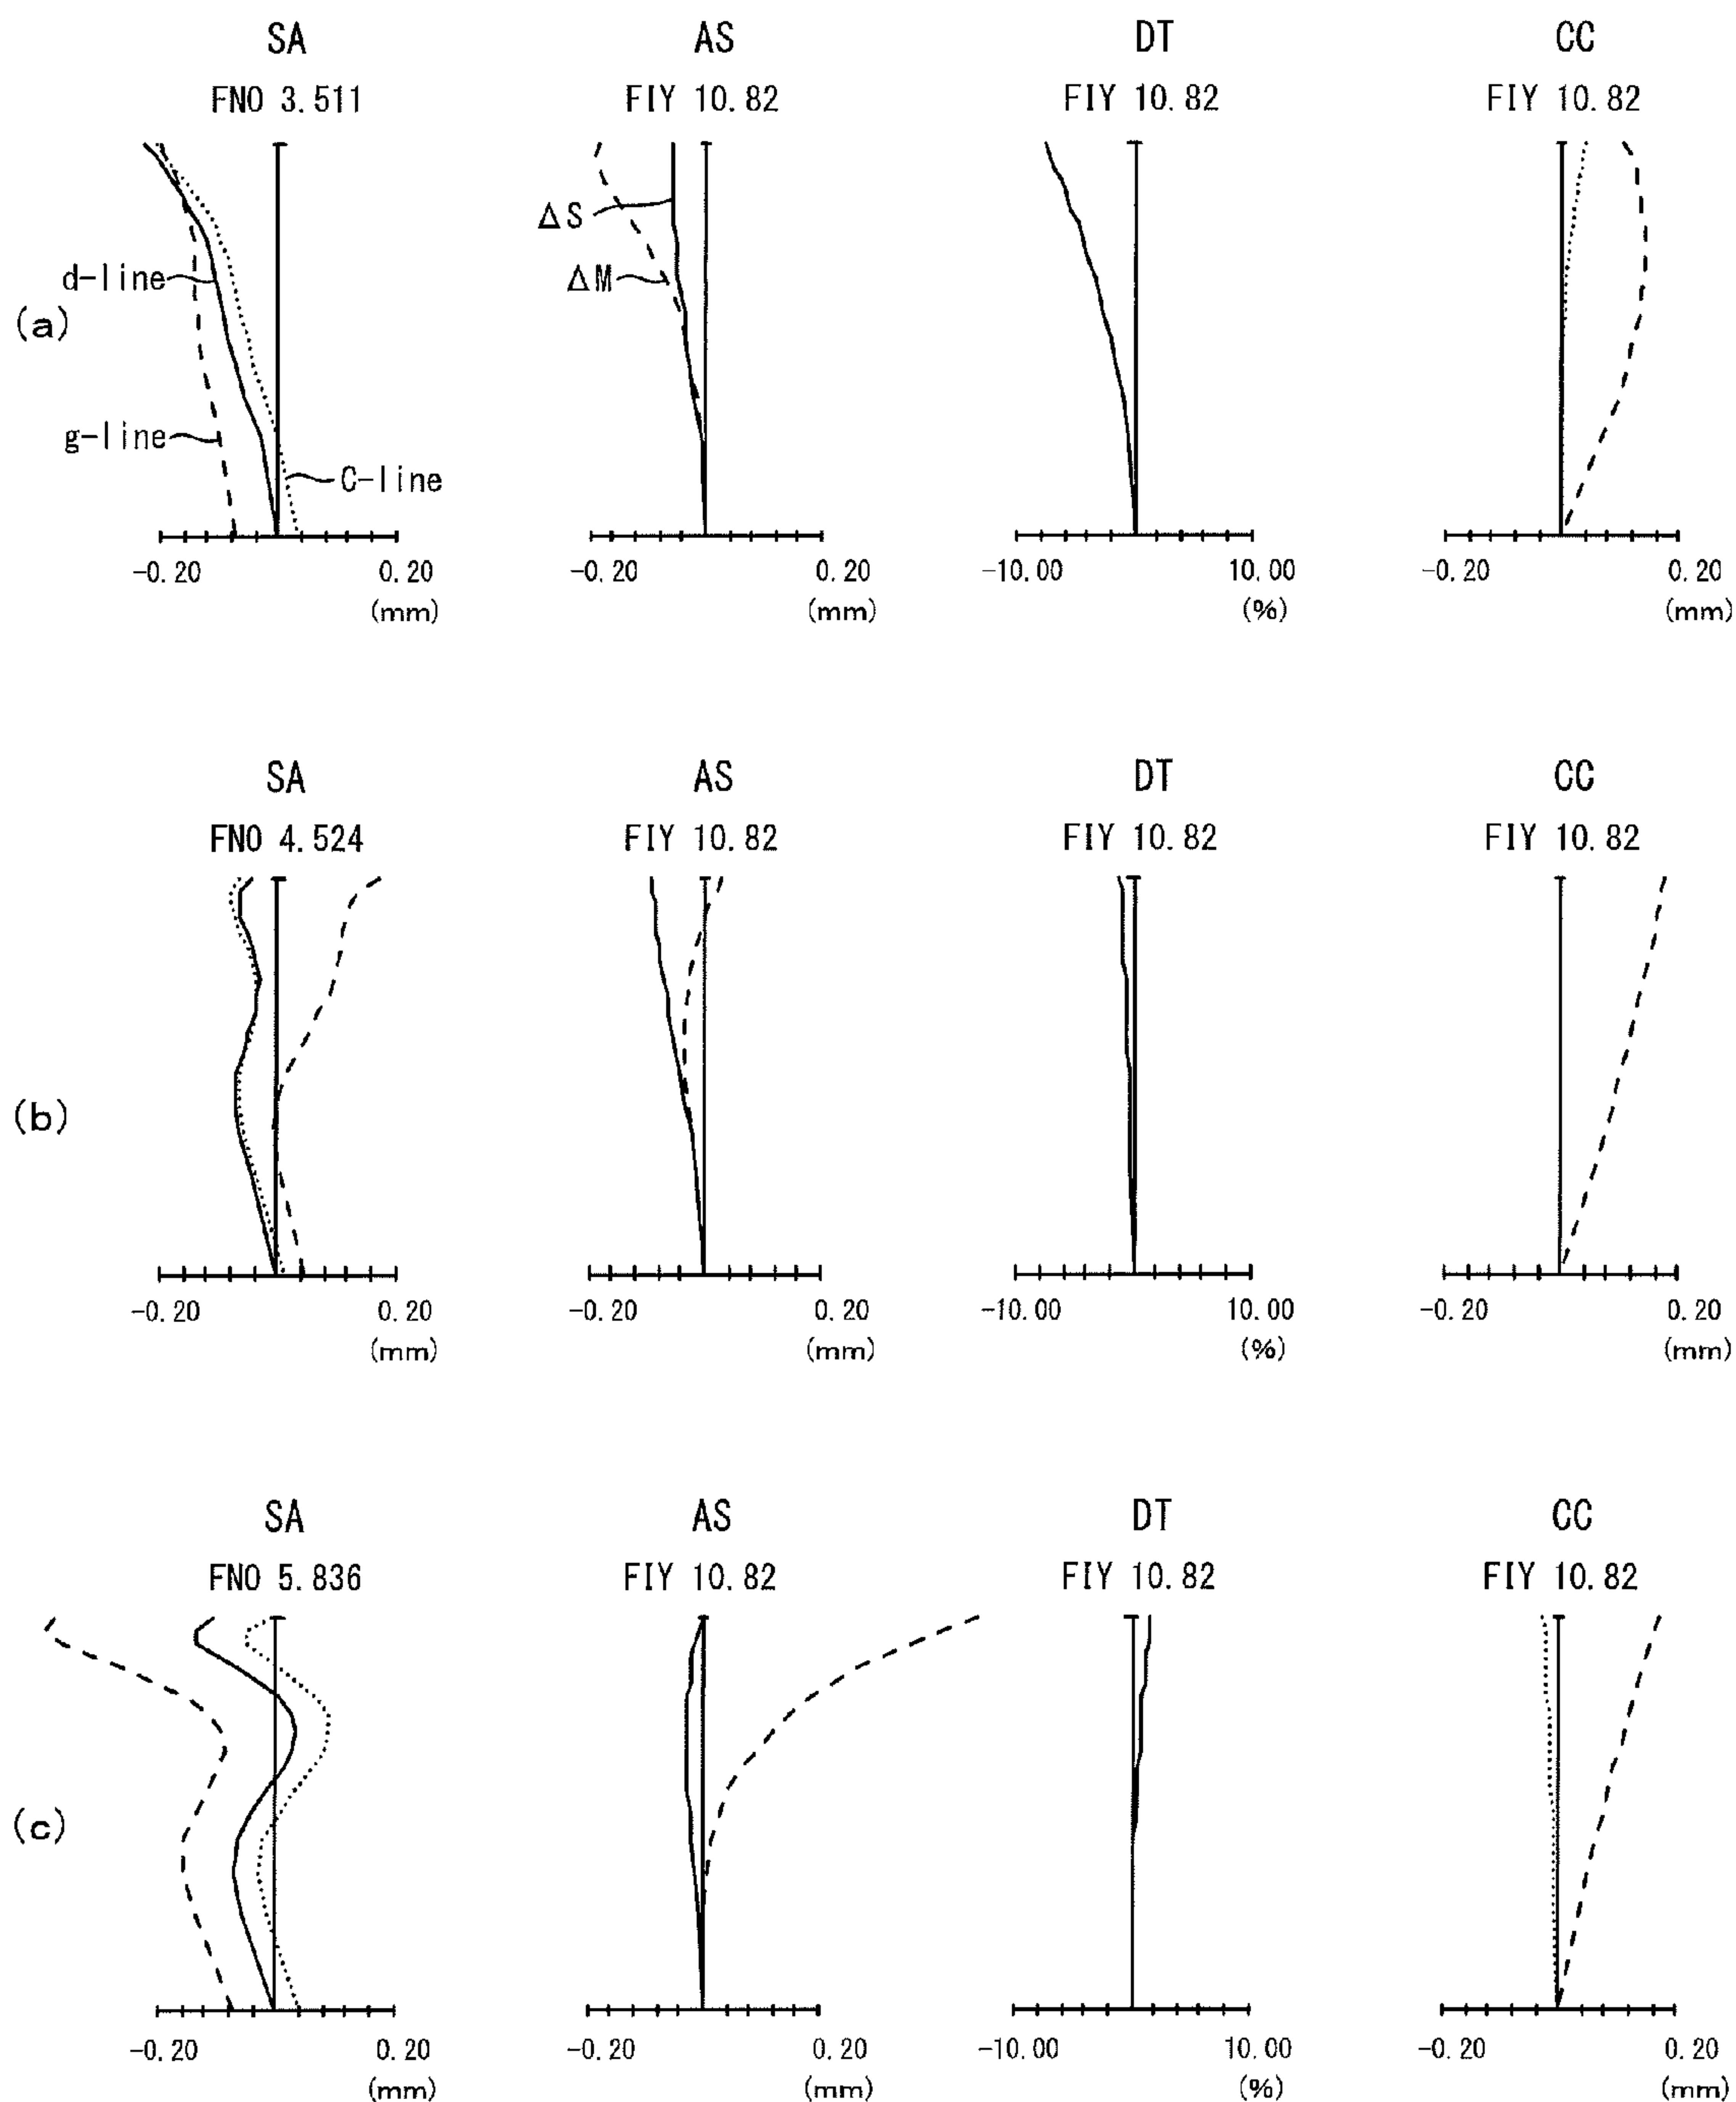 SA AS DT CC
FNO 3.511 FIY 10.82 FIY 10.82 FIY 10.82
ΔS
d-line ΔM
(a)
g-line
C-line
-0.20 0.20 -0.20 0.20 -10.00 10.00 -0.20 0.20
(mm) (mm) (%) (mm)
SA AS DT CC
FNO 4.524 FIY 10.82 FIY 10.82 FIY 10.82
(b)
-0.20 0.20 -0.20 0.20 -10.00 10.00 -0.20 0.20
(mm) (mm) (%) (mm)
SA AS DT CC
FNO 5.836 FIY 10.82 FIY 10.82 FIY 10.82
(c)
-0.20 0.20 -0.20 0.20 -10.00 10.00 -0.20 0.20
(mm) (mm) (%) (mm)